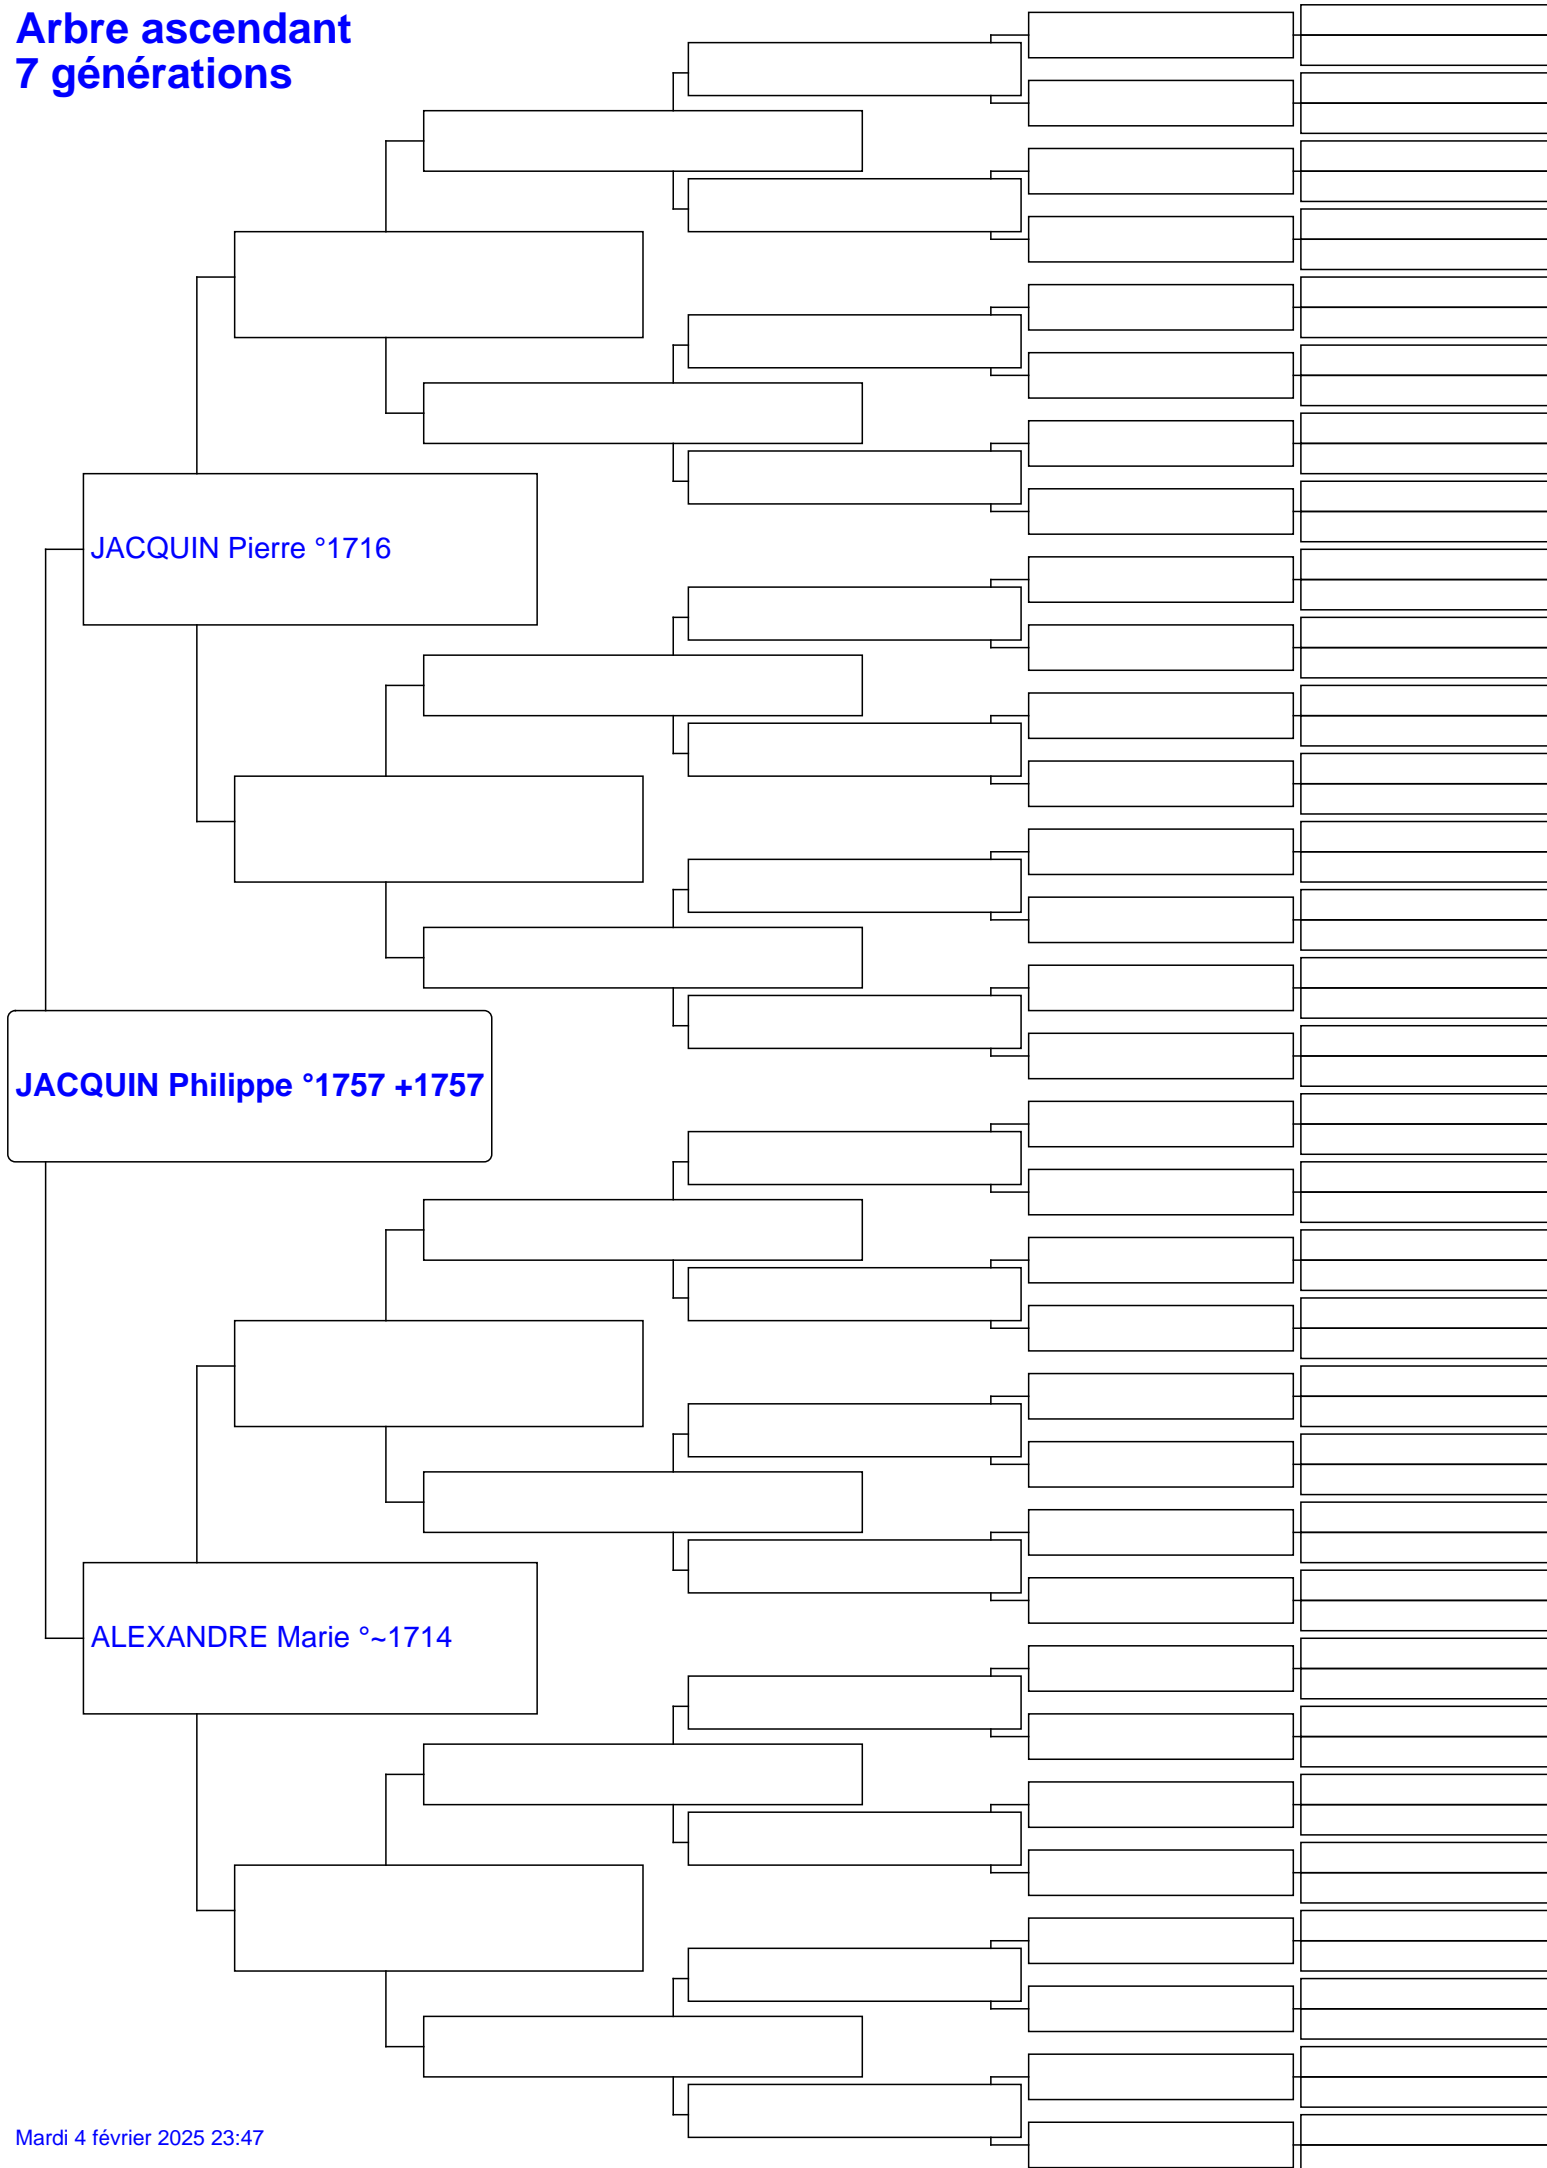 Arbre ascendant
7 générations
JACQUIN Pierre °1716
JACQUIN Philippe °1757 +1757
ALEXANDRE Marie °~1714
Mardi 4 février 2025 23:47